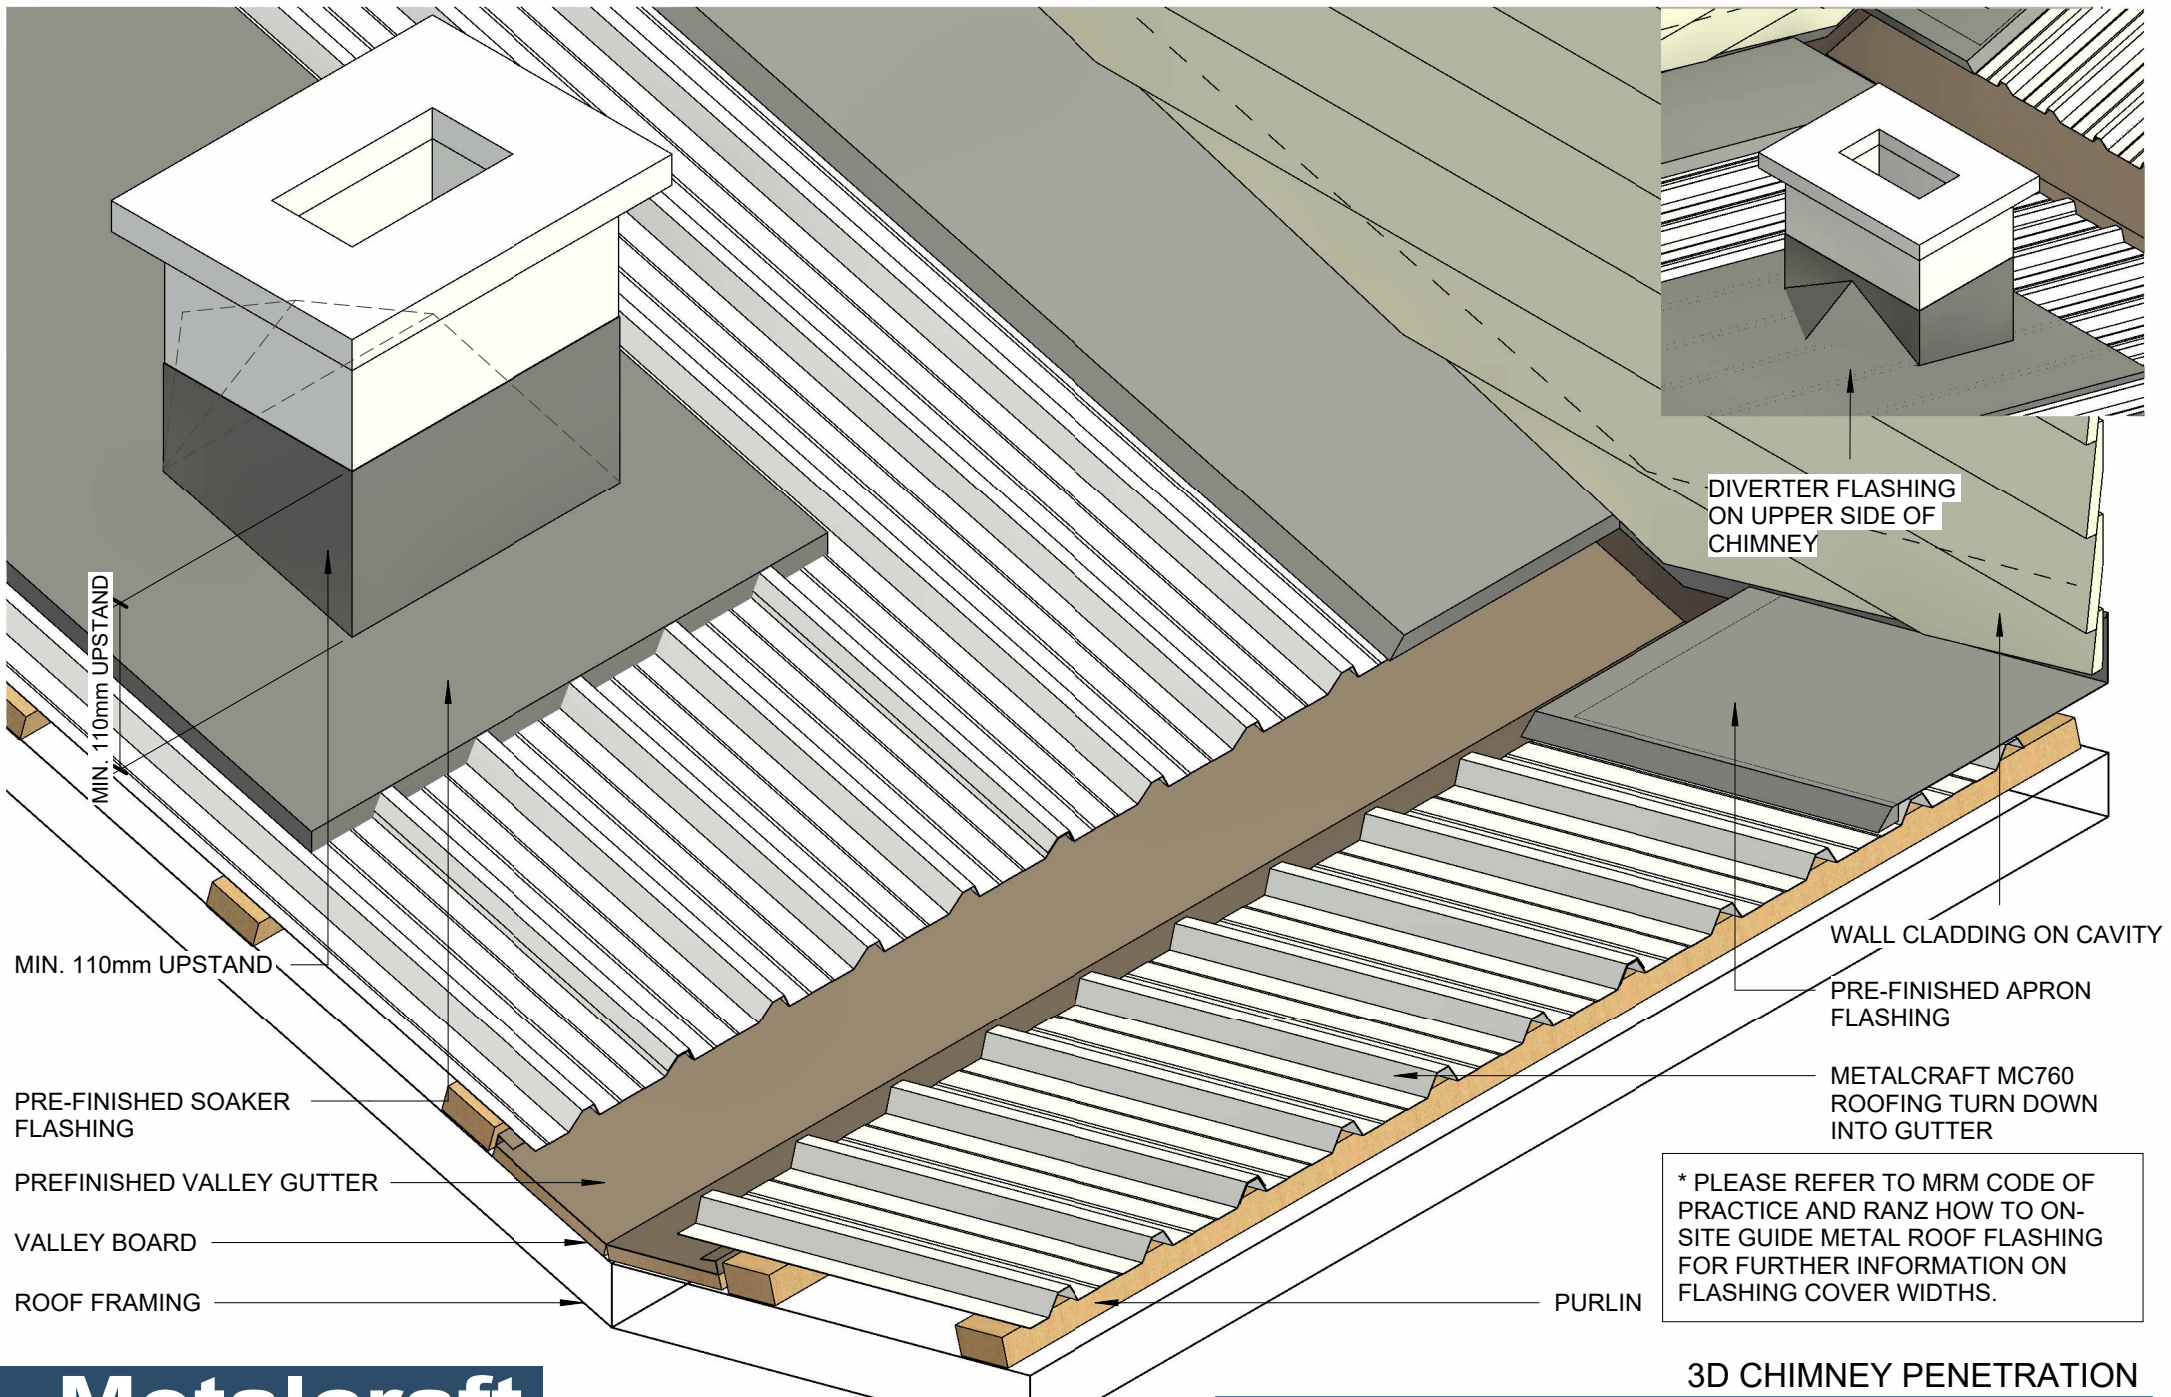 DIVERTER FLASHING
ON UPPER SIDE OF
CHIMNEY
MIN. 110mm UPSTAND
MIN. 110mm UPSTAND
PRE-FINISHED SOAKER
FLASHING
PREFINISHED VALLEY GUTTER
VALLEY BOARD
ROOF FRAMING
WALL CLADDING ON CAVITY
PRE-FINISHED APRON
FLASHING
METALCRAFT MC760
ROOFING TURN DOWN
INTO GUTTER
PURLIN
* PLEASE REFER TO MRM CODE OF
PRACTICE AND RANZ HOW TO ON-
SITE GUIDE METAL ROOF FLASHING
FOR FURTHER INFORMATION ON
FLASHING COVER WIDTHS.
3D CHIMNEY PENETRATION
Metalcraft